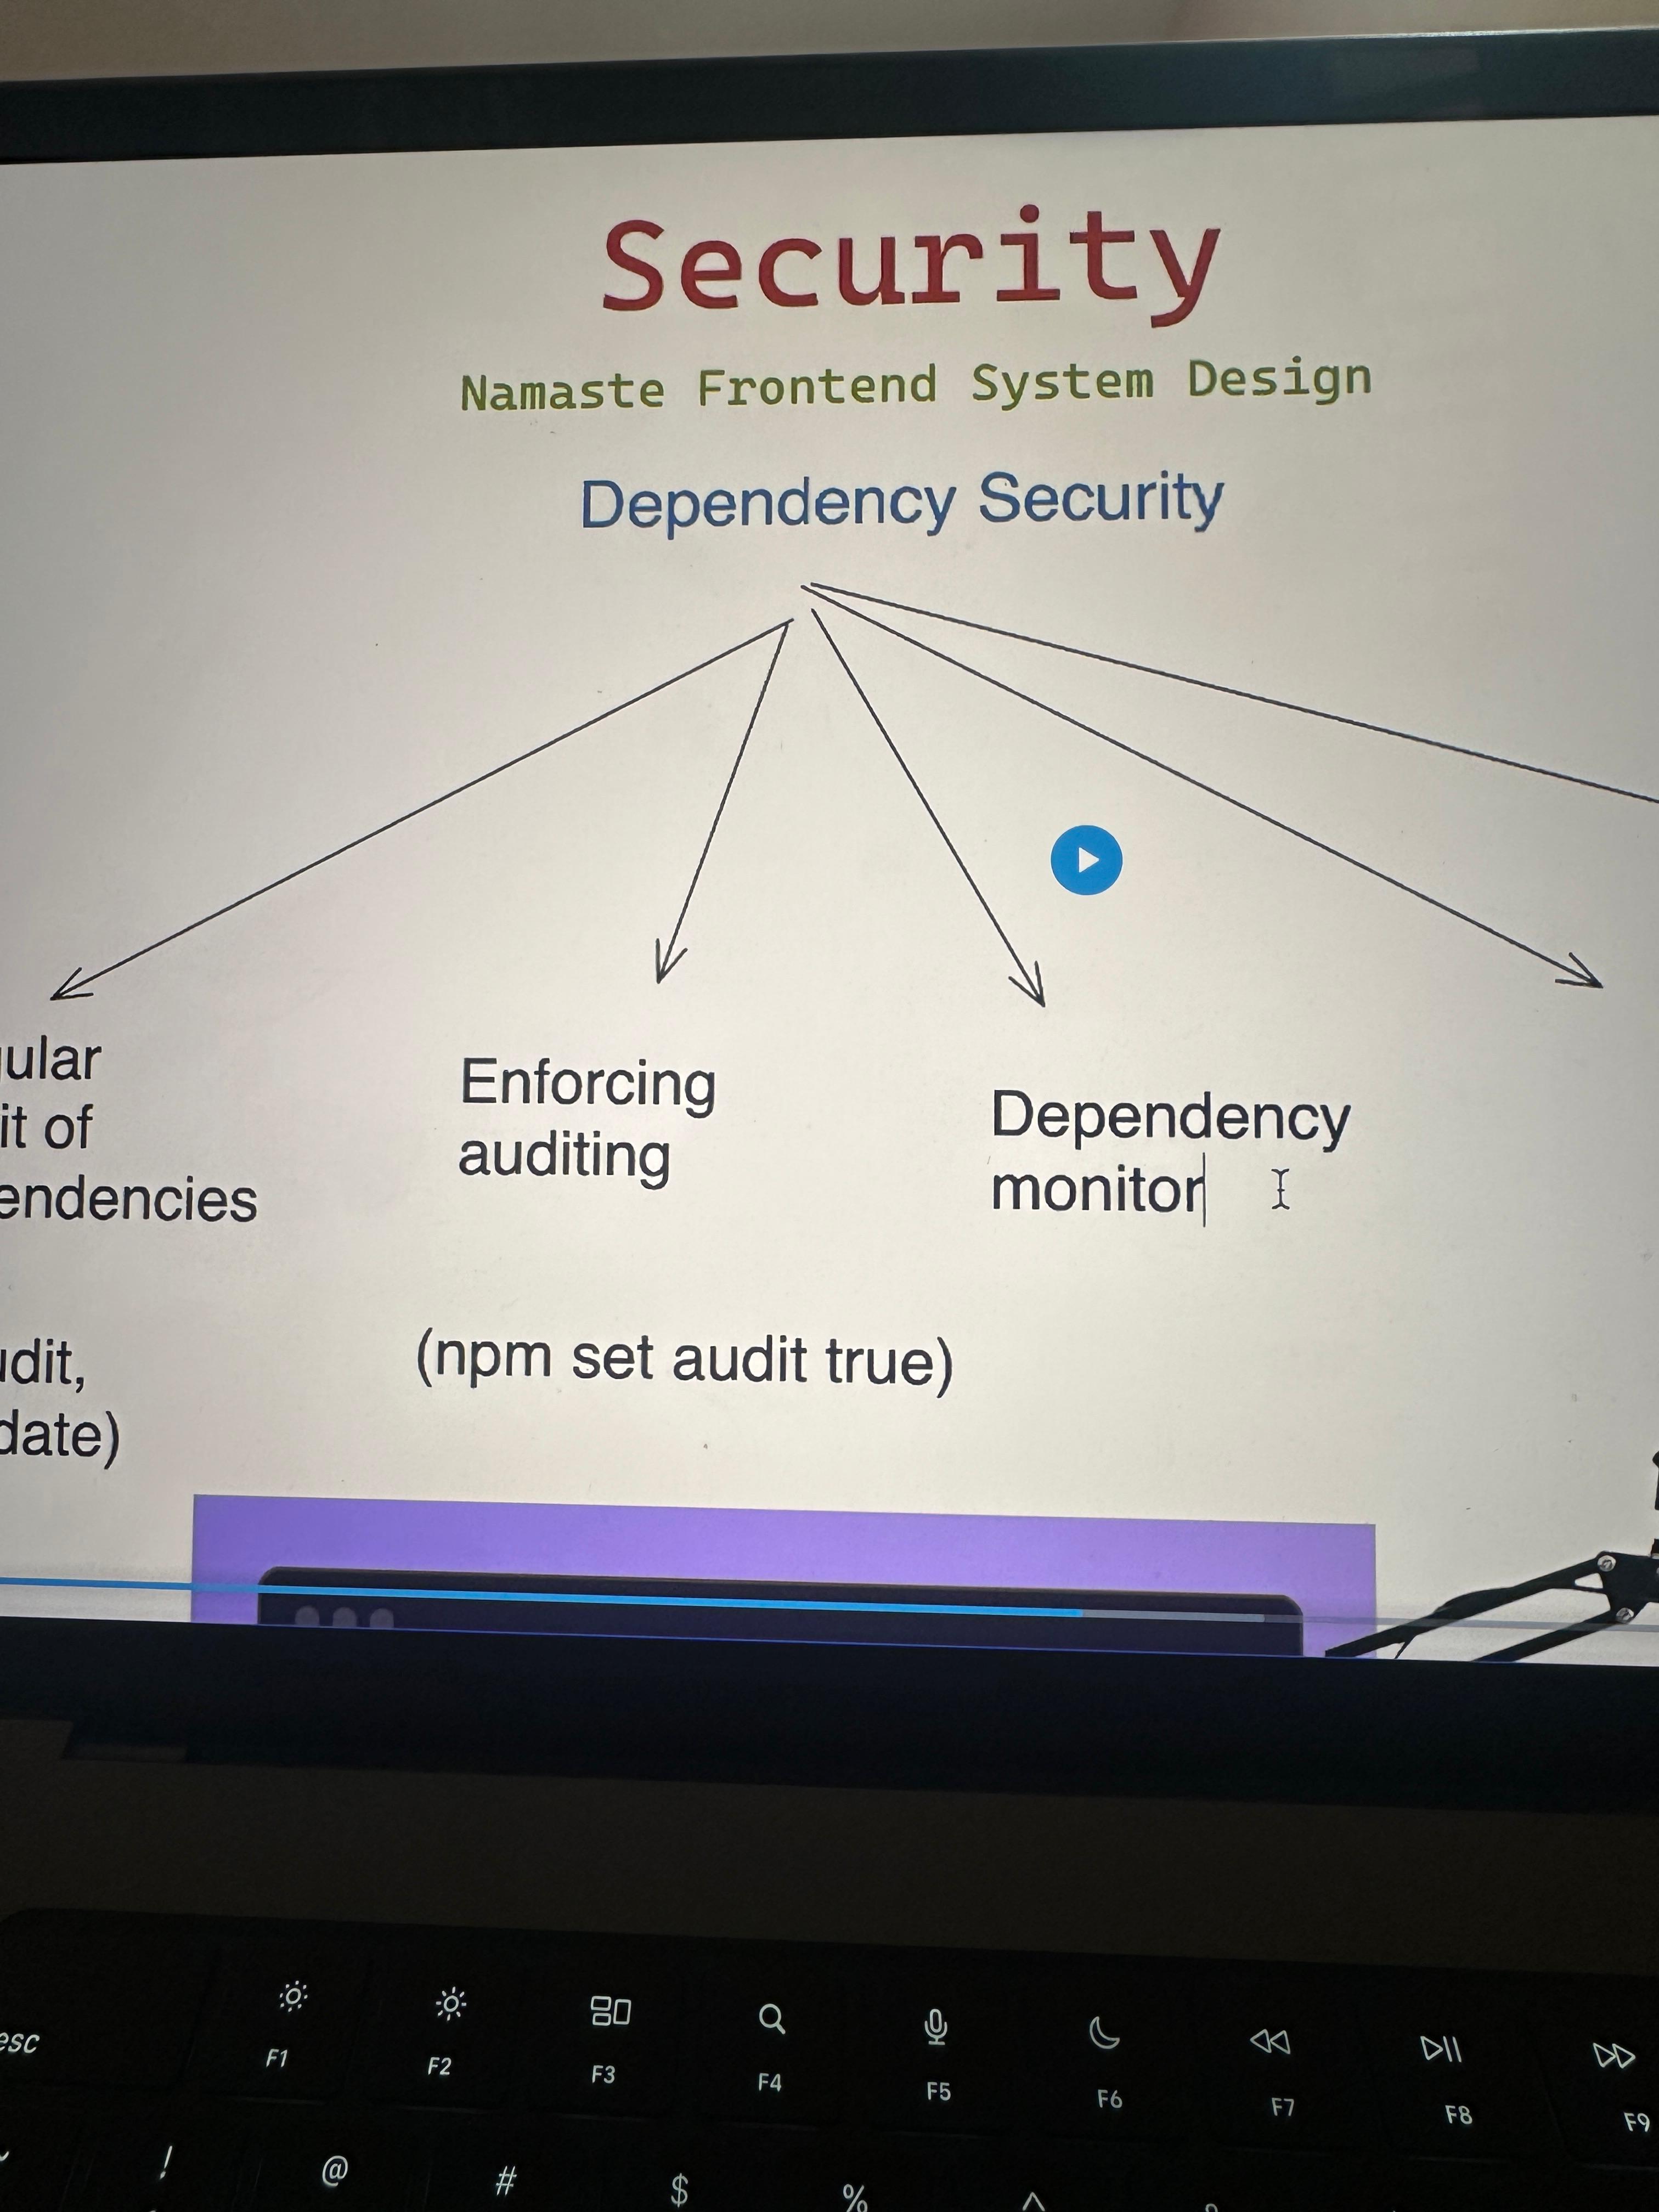 Security
Namaste Frontend System Design
Dependency Security
ular
it of
endencies
Enforcing
auditing
Dependency
monitor
dit,
date)
(npm set audit true)
esc
F1
F2
F3
F4
F5
F6
F7
F8
F9
!
@
#
$
%
^